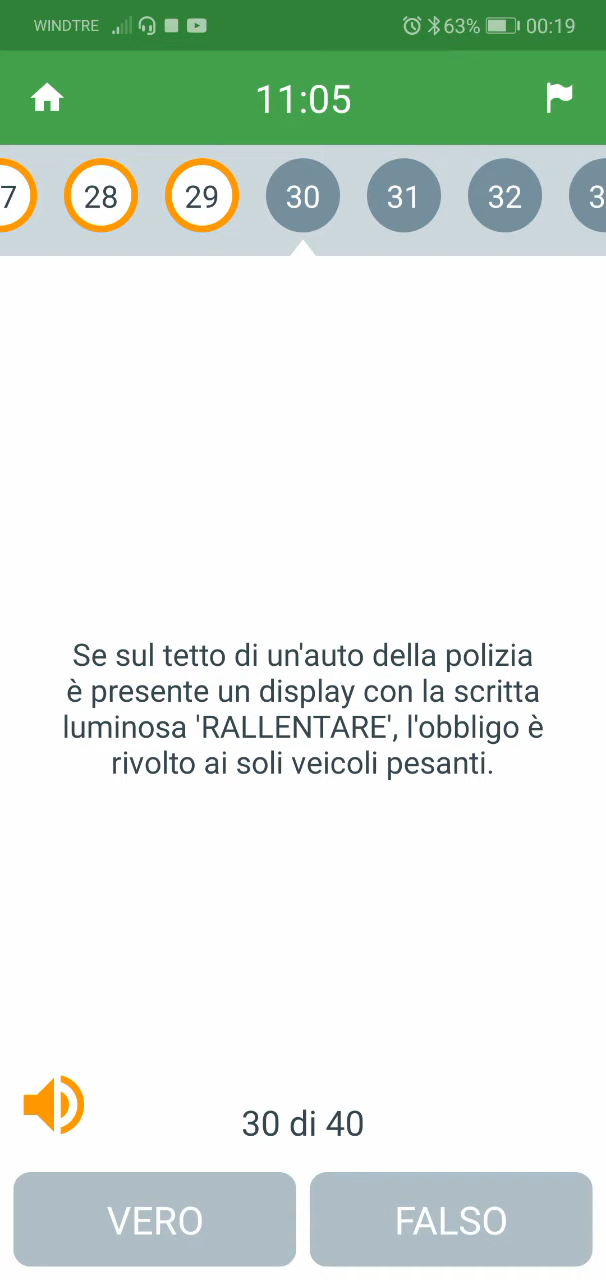 WINDTRE 63% 00:19
11:05
7 28 29 30 31 32 3
Se sul tetto di un'auto della polizia
è presente un display con la scritta
luminosa 'RALLENTARE', l'obbligo è
rivolto ai soli veicoli pesanti.
30 di 40
VERO FALSO